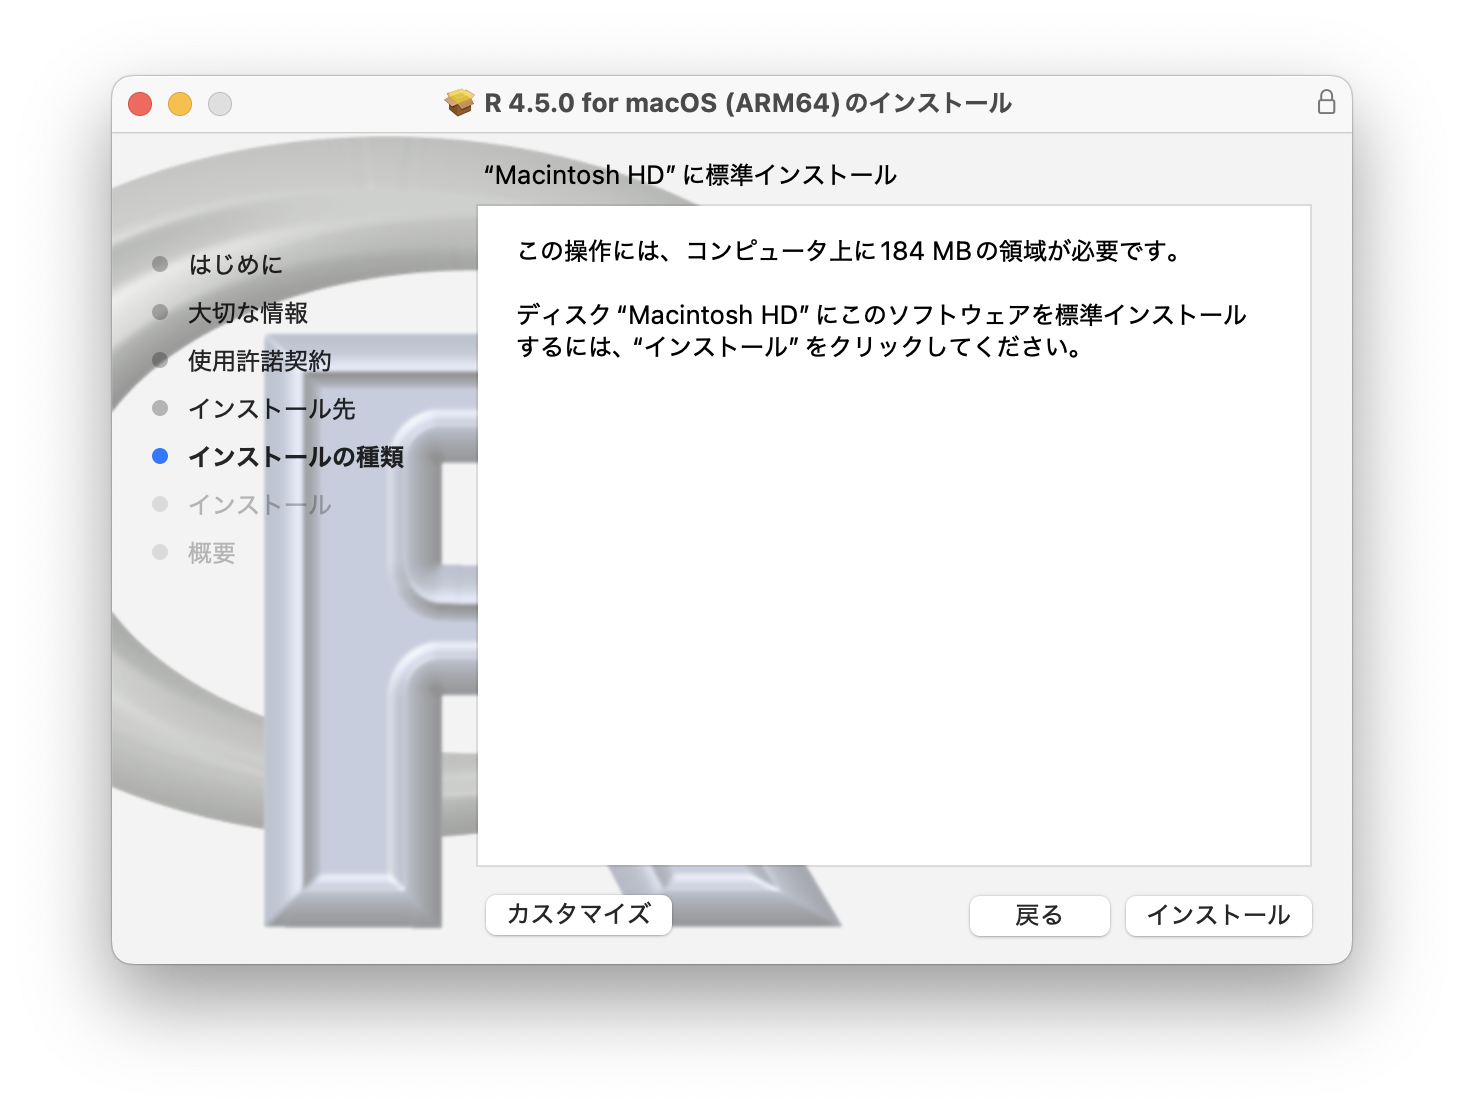 R 4.5.0 for macOS (ARM64)のインストール
“Macintosh HD” に標準インストール
はじめに
大切な情報
使用許諾契約
インストール先
インストールの種類
インストール
概要
この操作には、コンピュータ上に184 MBの領域が必要です。
ディスク “Macintosh HD” にこのソフトウェアを標準インストール
するには、“インストール” をクリックしてください。
カスタマイズ
戻る
インストール
R